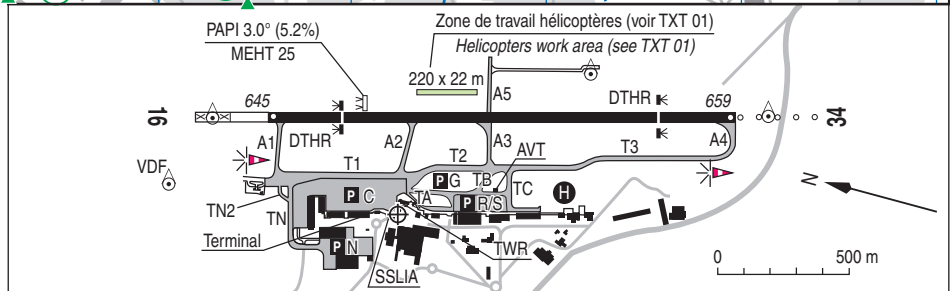 PAPI 3.0° (5.2%)
MEHT 25
Zone de travail hélicoptères (voir TXT 01)
Helicopters work area (see TXT 01)
220 x 22 m
A5
645
DTHR
659
16
34
A1
DTHR
A2
A3
AVT
T3
A4
VDF
T1
T2
P G
TB
TC
H
N
TN2
P C
TA
P R/S
TN
Terminal
P N
SSLIA
TWR
0
500 m